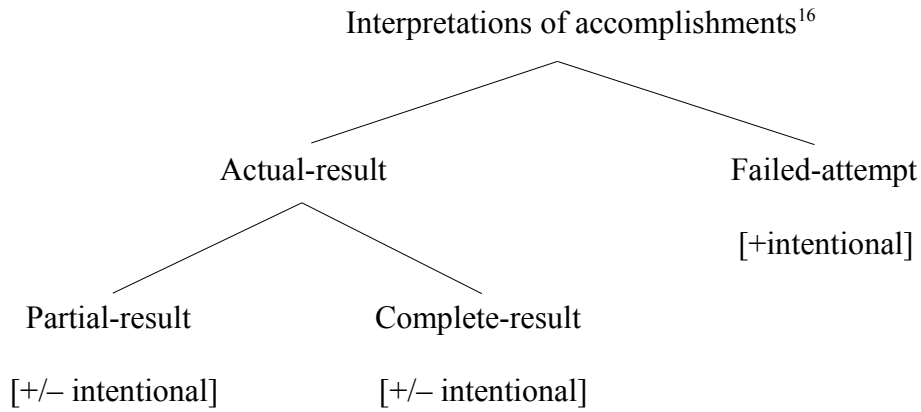 Interpretations of accomplishments¹⁶
Actual-result Failed-attempt
[+intentional]
Partial-result Complete-result
[+/– intentional] [+/– intentional]